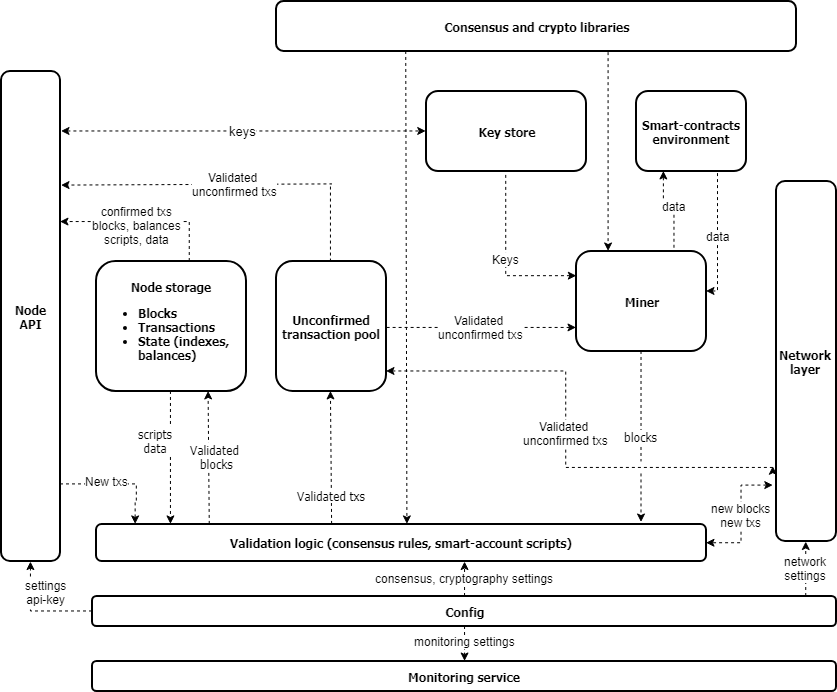 Consensus and crypto libraries
Key store
Smart-contracts
environment
keys
Validated
unconfirmed txs
confirmed txs
blocks, balances
scripts, data
data
data
Keys
Node
API
Node storage
• Blocks
• Transactions
• State (indexes,
balances)
Unconfirmed
transaction pool
Validated
unconfirmed txs
Miner
Network
layer
scripts
data
Validated
blocks
Validated
unconfirmed txs
blocks
New txs
Validated txs
new blocks
new txs
Validation logic (consensus rules, smart-account scripts)
network
settings
consensus, cryptography settings
settings
api-key
Config
monitoring settings
Monitoring service